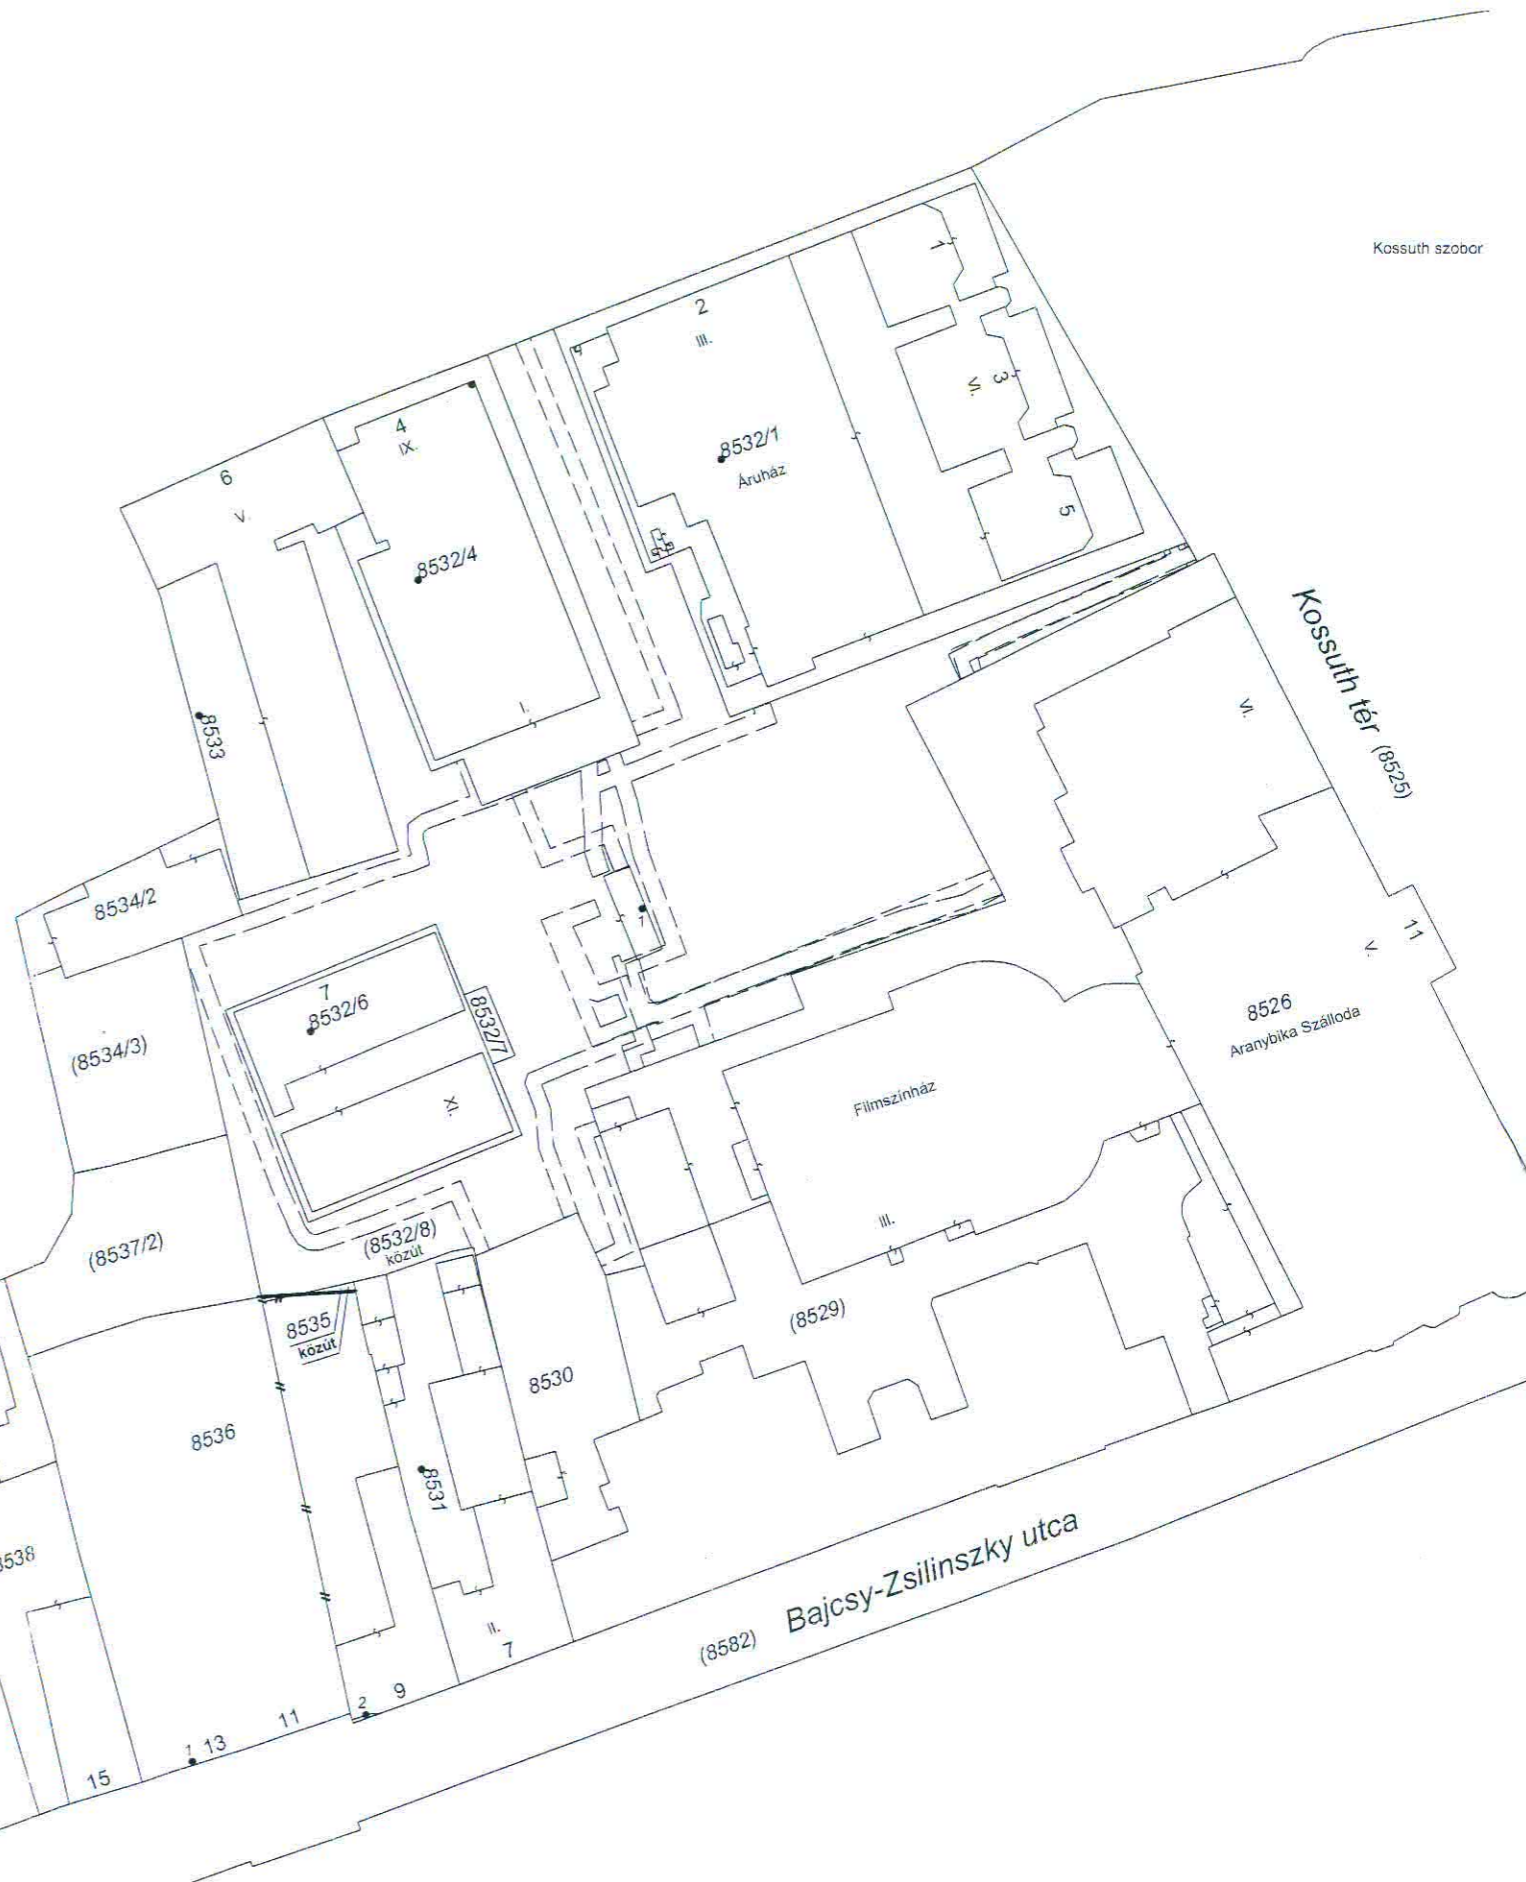 Kossuth szobor
1
2
III.
3
VI.
4
IX.
8532/1
Áruház
6
V.
5
8532/4
Kossuth tér (8525)
I.
VI.
8533
8534/2
1
11
V.
7
8532/6
8532/7
8526
Aranybika Szálloda
(8534/3)
Filmszínház
XI.
III.
(8532/8)
közút
(8537/2)
8535
közút
(8529)
8530
8536
8531
Bajcsy-Zsilinszky utca
8538
(8582)
II.
7
9
2
11
13
1
15